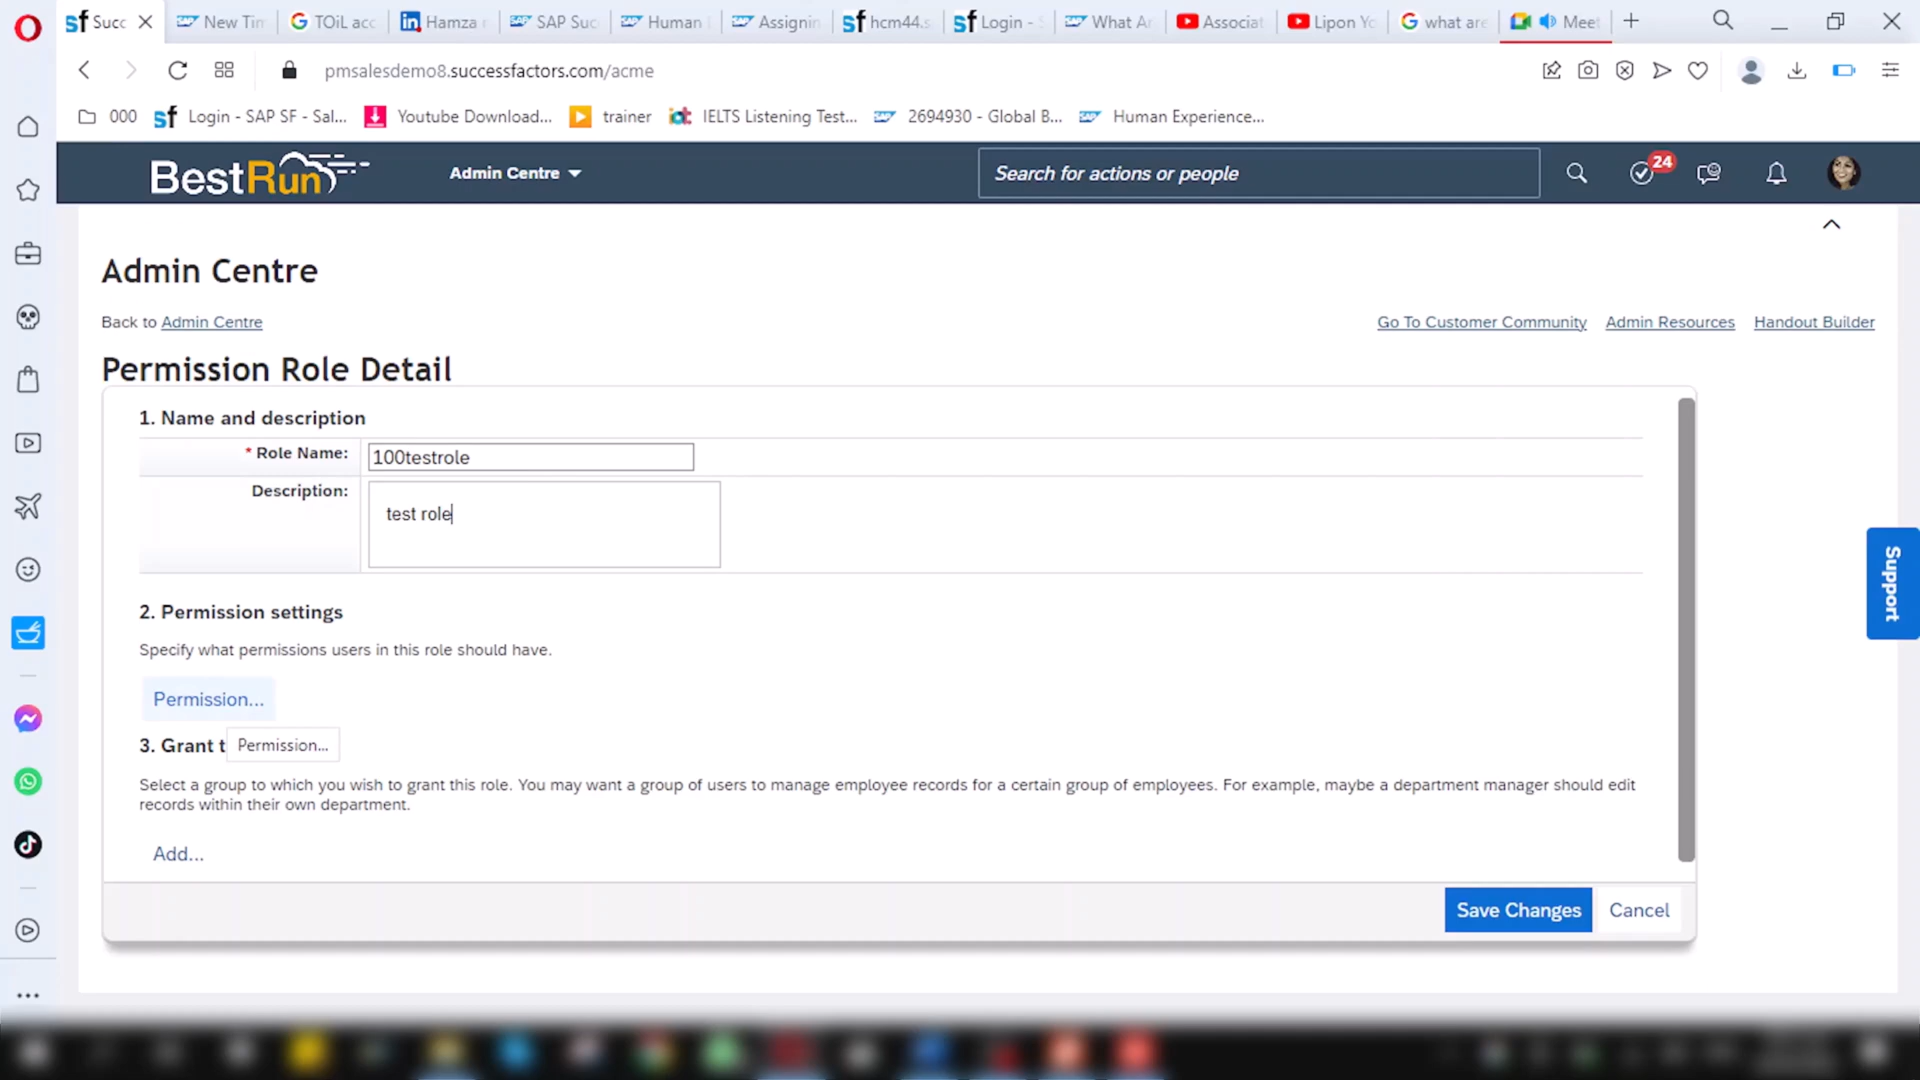 Succ
New Tim
TOiL acc
Hamza
SAP Suc
Human
Assignin
hcm44.s
Login - S
What Ar
Associat
Lipon Yo
what are
Meet
pmsalesdemo8.successfactors.com/acme
000
Login - SAP SF - Sal...
Youtube Download...
trainer
IELTS Listening Test...
2694930 - Global B...
Human Experience...
BestRun
Admin Centre
Search for actions or people
24
Admin Centre
Back to Admin Centre
Go To Customer Community
Admin Resources
Handout Builder
Permission Role Detail
1. Name and description
* Role Name:
100testrole
Description:
test role
Support
2. Permission settings
Specify what permissions users in this role should have.
Permission...
3. Grant t
Permission...
Select a group to which you wish to grant this role. You may want a group of users to manage employee records for a certain group of employees. For example, maybe a department manager should edit
records within their own department.
Add...
Save Changes
Cancel